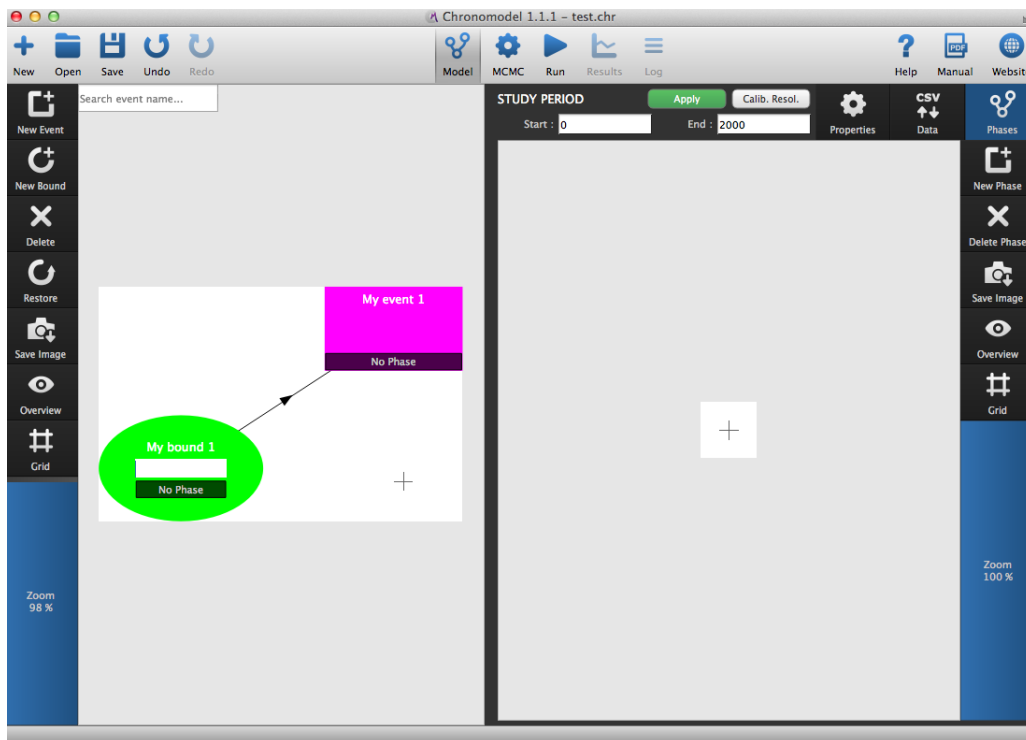 Chronomodel 1.1.1 – test.chr
New Open Save Undo Redo Model MCMC Run Results Log Help PDF Manual Websit
New Event
New Bound
Delete
Restore
Save Image
Overview
Grid
Zoom
98 %
Search event name...
My event 1
No Phase
My bound 1
No Phase
STUDY PERIOD Apply Calib. Resol.
Start : 0 End : 2000
Properties
CSV
Data
Phases
New Phase
Delete Phase
Save Image
Overview
Grid
Zoom
100 %